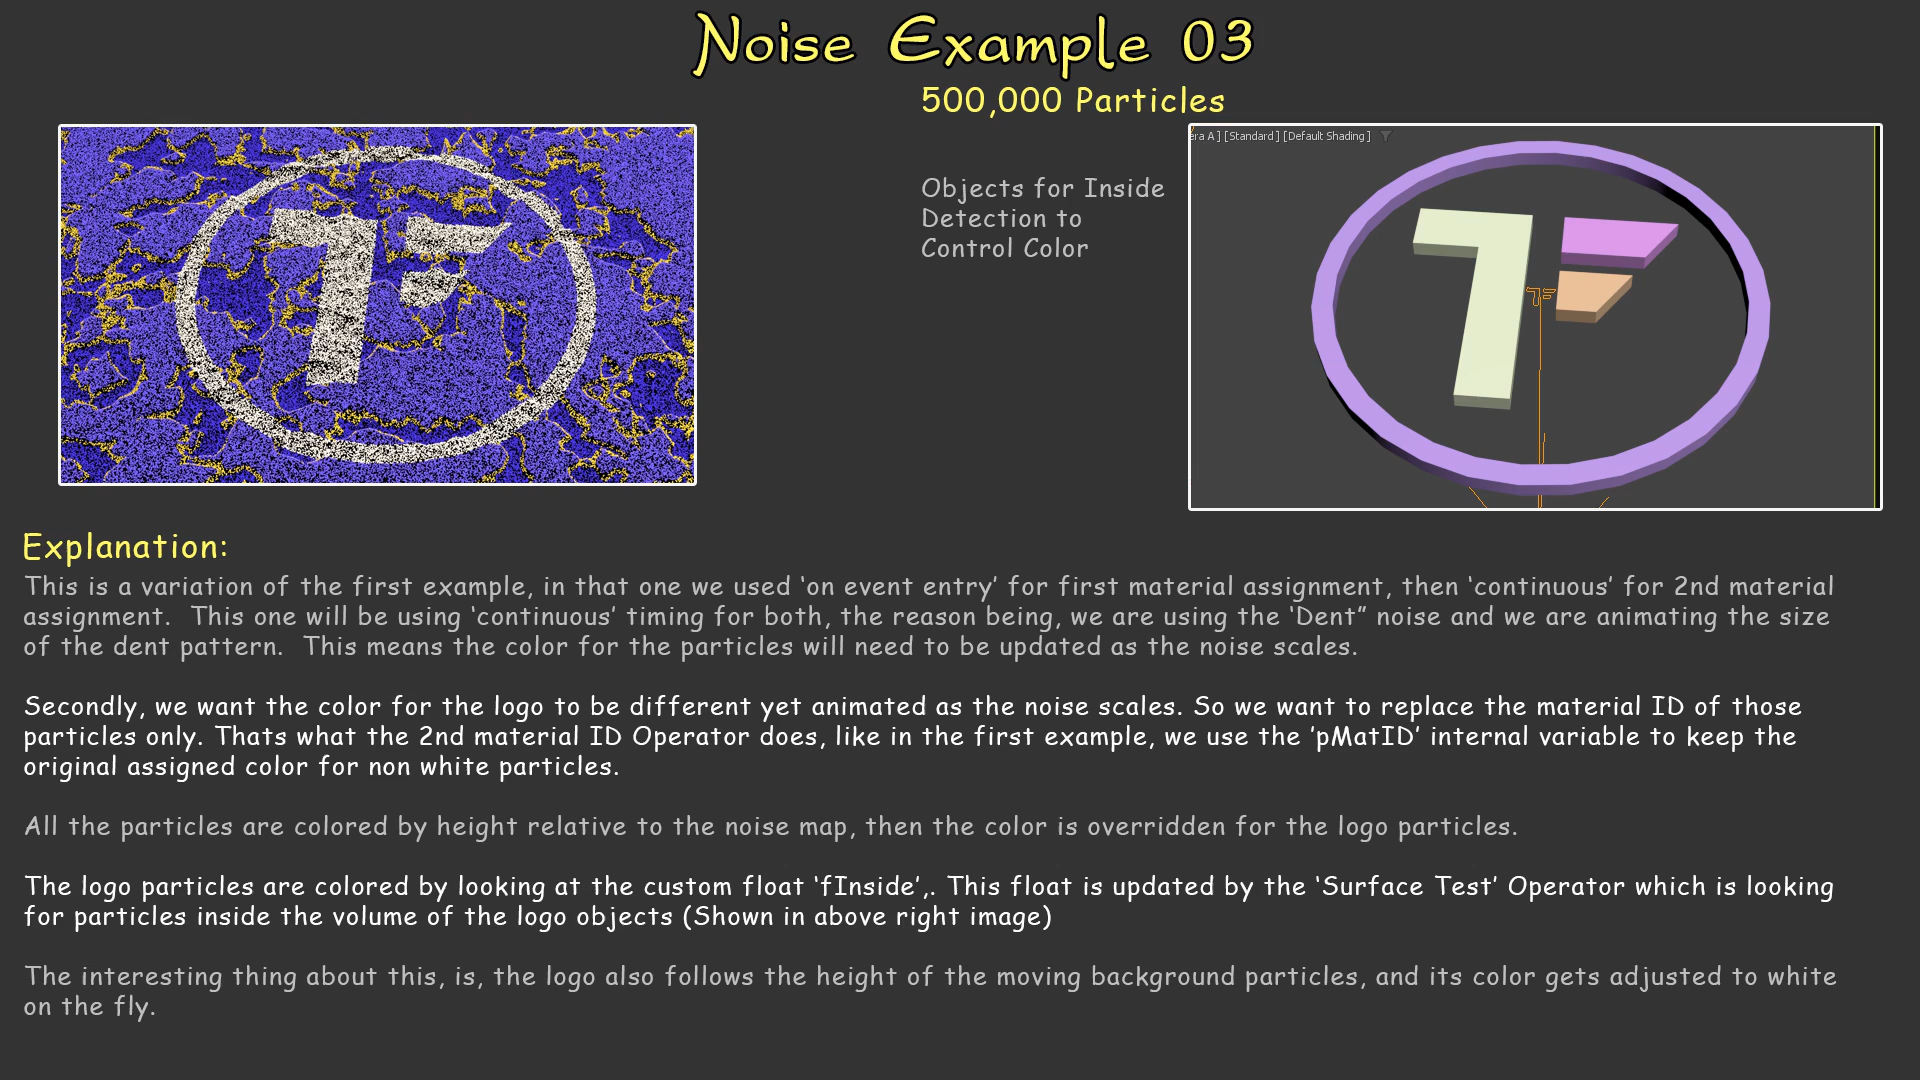 Noise Example 03
500,000 Particles
era A ] [Standard ] [Default Shading ]
Objects for Inside
Detection to
Control Color
Explanation:
This is a variation of the first example, in that one we used ‘on event entry’ for first material assignment, then ‘continuous’ for 2nd material
assignment.  This one will be using ‘continuous’ timing for both, the reason being, we are using the ‘Dent” noise and we are animating the size
of the dent pattern.  This means the color for the particles will need to be updated as the noise scales.
Secondly, we want the color for the logo to be different yet animated as the noise scales. So we want to replace the material ID of those
particles only. Thats what the 2nd material ID Operator does, like in the first example, we use the ’pMatID’ internal variable to keep the
original assigned color for non white particles.
All the particles are colored by height relative to the noise map, then the color is overridden for the logo particles.
The logo particles are colored by looking at the custom float ‘fInside’,. This float is updated by the ‘Surface Test’ Operator which is looking
for particles inside the volume of the logo objects (Shown in above right image)
The interesting thing about this, is, the logo also follows the height of the moving background particles, and its color gets adjusted to white
on the fly.